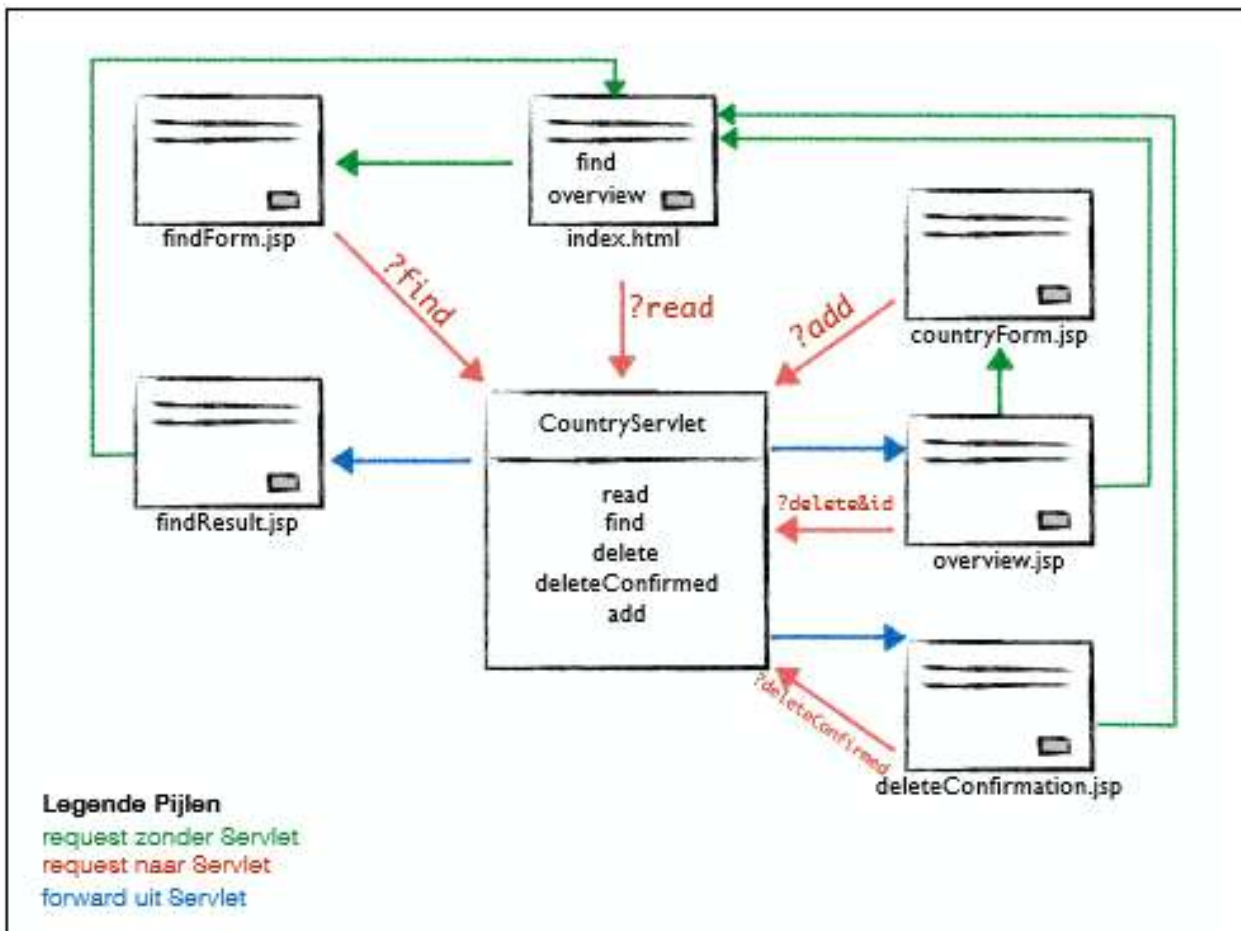 find
overview
findForm.jsp
index.html
?find
?read
?add
countryForm.jsp
CountryServlet
read
find
delete
deleteConfirmed
add
?delete&id
findResult.jsp
overview.jsp
?deleteConfirmed
deleteConfirmation.jsp
Legende Pijlen
request zonder Servlet
request naar Servlet
forward uit Servlet